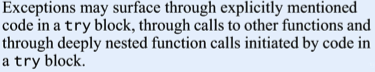 Exceptions may surface through explicitly mentioned
code in a try block, through calls to other functions and
through deeply nested function calls initiated by code in
a try block.